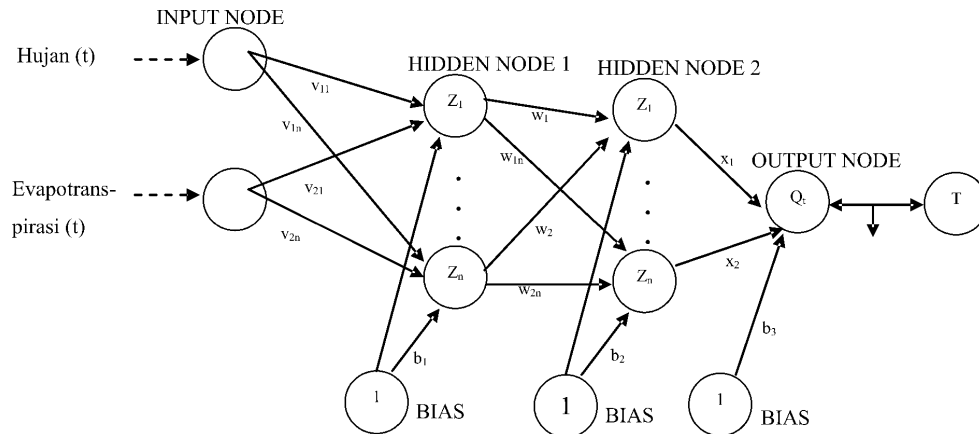 INPUT NODE
Hujan (t)
HIDDEN NODE 1
HIDDEN NODE 2
v11
Z1
w1
Z1
v1n
w1n
x1
OUTPUT NODE
Evapotrans-
pirasi (t)
v21
Qt
T
v2n
w2
Zn
w2n
Zn
x2
b1
b2
b3
1
BIAS
1
BIAS
1
BIAS